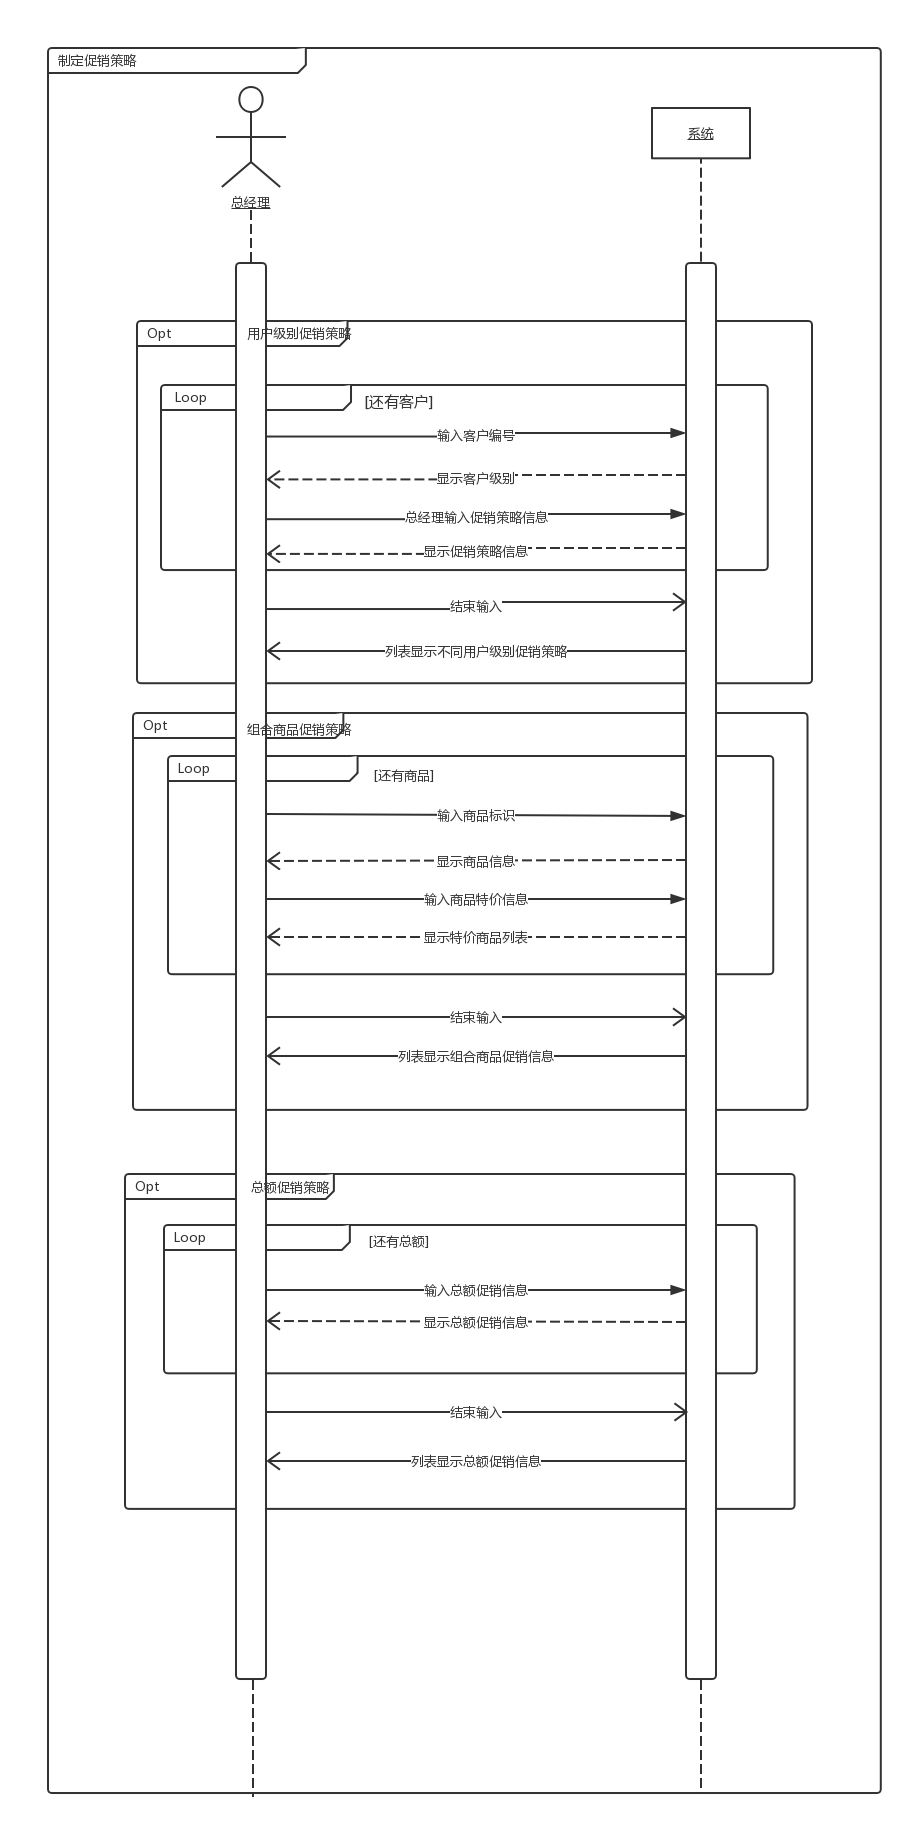 制定促销策略
系统
总经理
Opt 用户级别促销策略
Loop [还有客户]
输入客户编号
显示客户级别
总经理输入促销策略信息
显示促销策略信息
结束输入
列表显示不同用户级别促销策略
Opt 组合商品促销策略
Loop [还有商品]
输入商品标识
显示商品信息
输入商品特价信息
显示特价商品列表
结束输入
列表显示组合商品促销信息
Opt 总额促销策略
Loop [还有总额]
输入总额促销信息
显示总额促销信息
结束输入
列表显示总额促销信息